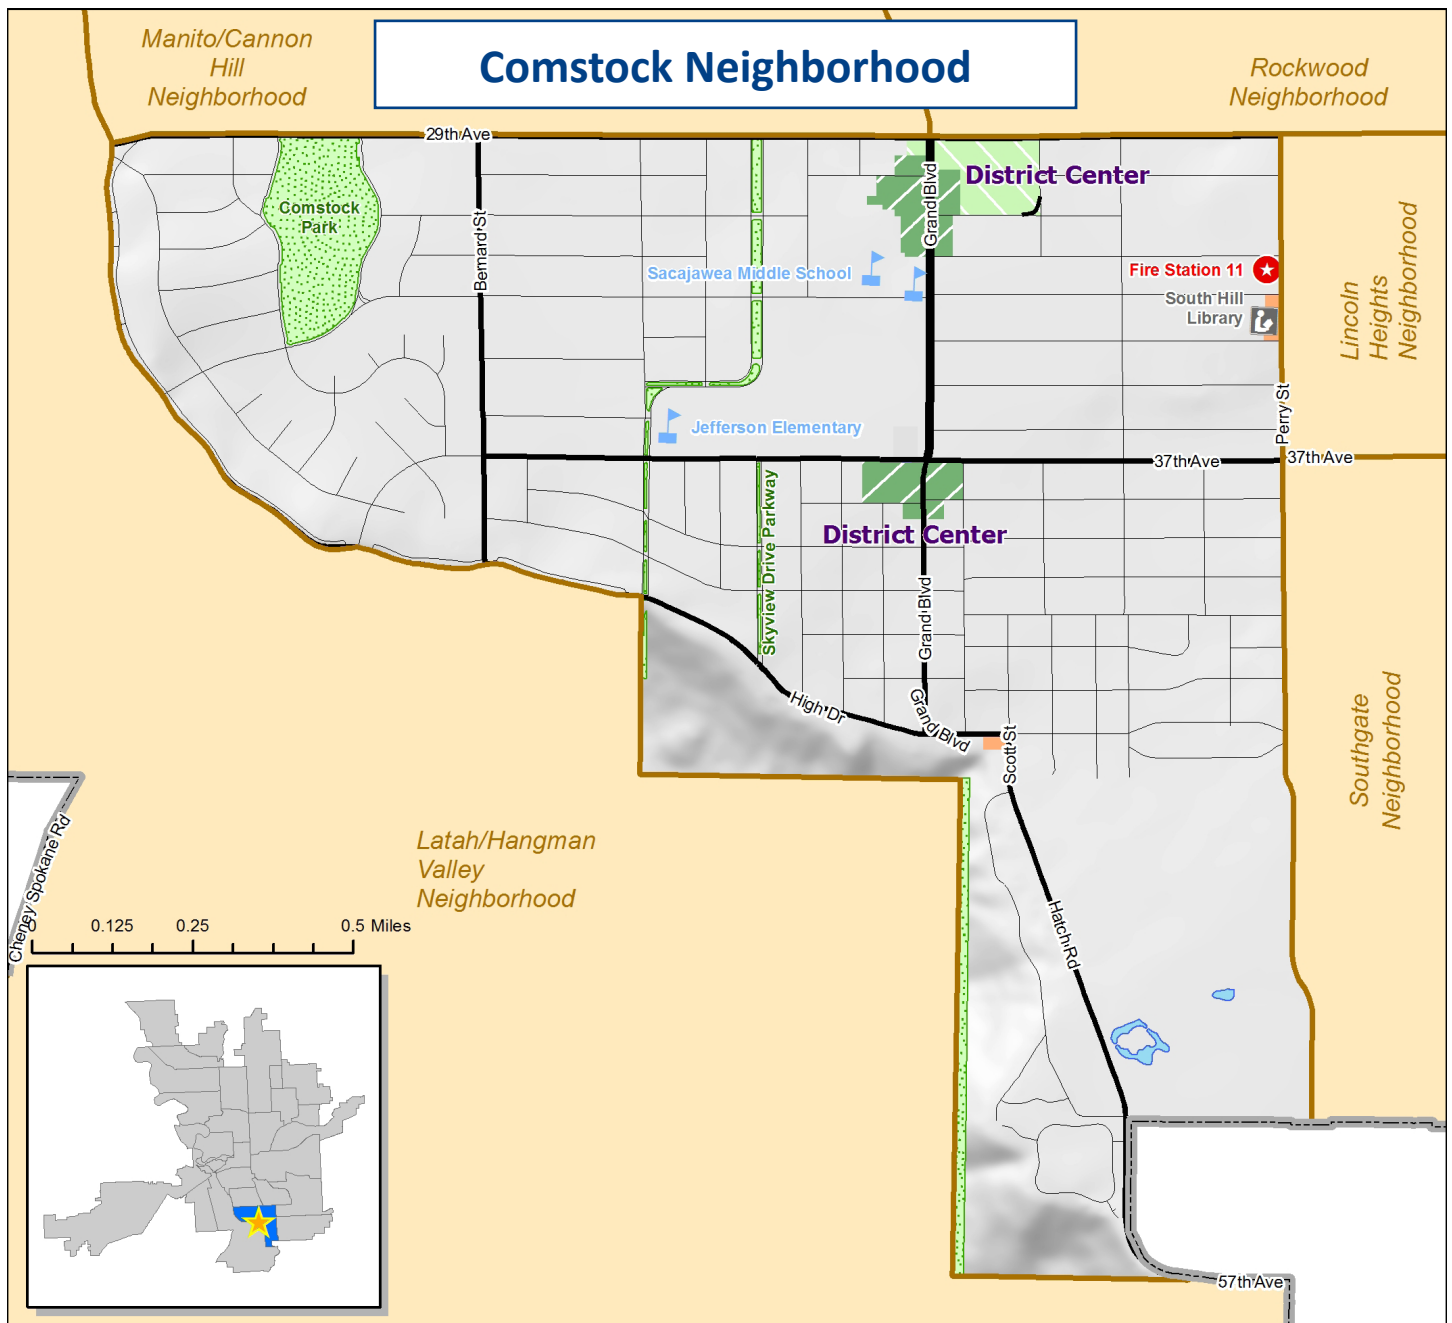 Manito/Cannon
Hill
Neighborhood
Comstock Neighborhood
Rockwood
Neighborhood
29th Ave
District Center
Comstock
Park
Bernard St
Grand Blvd
Sacajawea Middle School
Fire Station 11
South Hill
Library
Lincoln
Heights
Neighborhood
Perry St
Jefferson Elementary
37th Ave
37th Ave
Skyview Drive Parkway
District Center
Grand Blvd
High Dr
Grand Blvd
Scott St
Southgate
Neighborhood
Cheney Spokane Rd
Latah/Hangman
Valley
Neighborhood
0 0.125 0.25 0.5 Miles
Hatch Rd
57th Ave